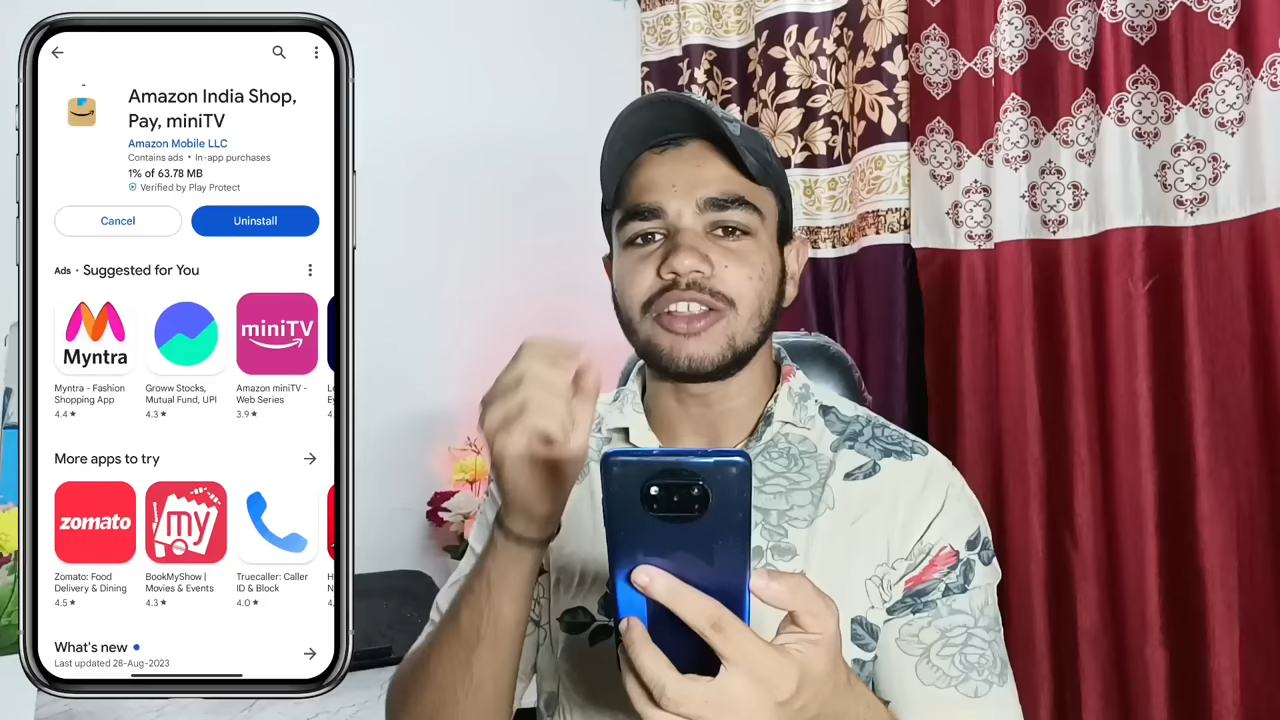 Amazon India Shop,
Pay, miniTV
Amazon Mobile LLC
Contains ads • In-app purchases
1% of 63.78 MB
Verified by Play Protect
Cancel
Uninstall
Ads • Suggested for You
Myntra
miniTV
Myntra - Fashion
Shopping App
4.4★
Groww Stocks,
Mutual Fund, UPI
4.3★
Amazon miniTV -
Web Series
3.9★
More apps to try
zomato
my
Zomato: Food
Delivery & Dining
4.5★
BookMyShow |
Movies & Events
4.3★
Truecaller: Caller
ID & Block
4.0★
What's new
Last updated 28-Aug-2023